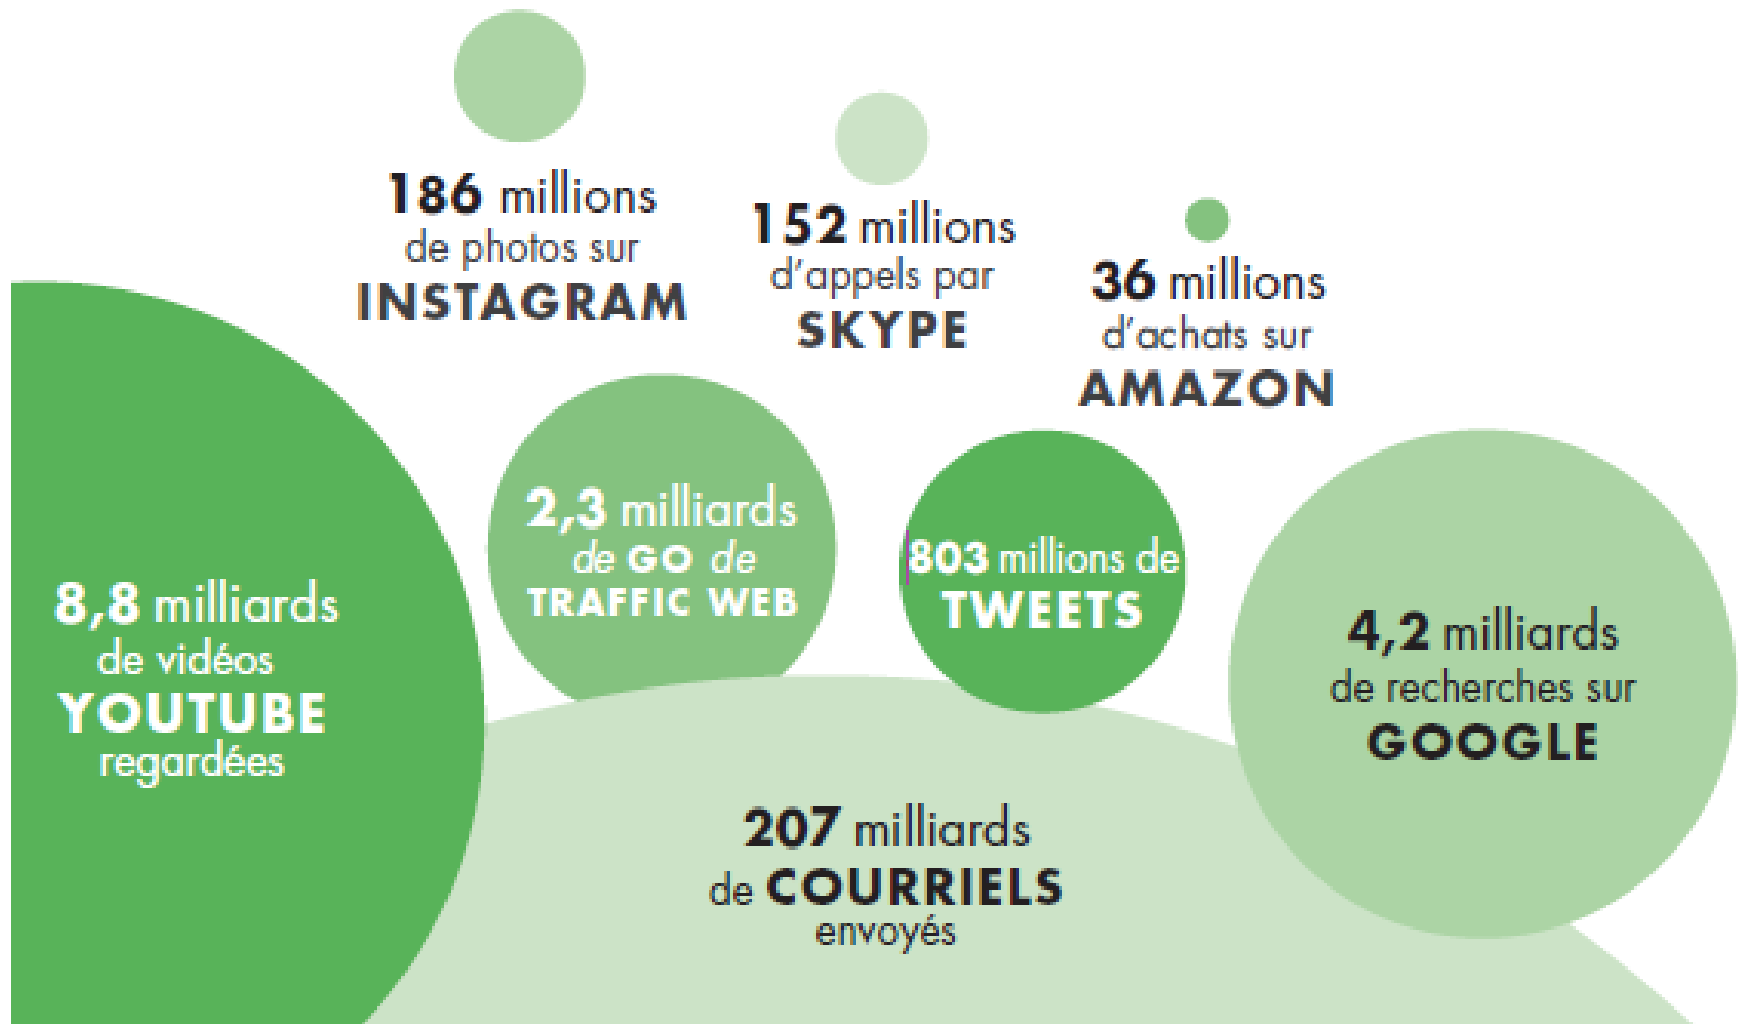 186 millions
de photos sur
INSTAGRAM
152 millions
d'appels par
SKYPE
36 millions
d'achats sur
AMAZON
8,8 milliards
de vidéos
YOUTUBE
regardées
2,3 milliards
de GO de
TRAFFIC WEB
803 millions de
TWEETS
4,2 milliards
de recherches sur
GOOGLE
207 milliards
de COURRIELS
envoyés